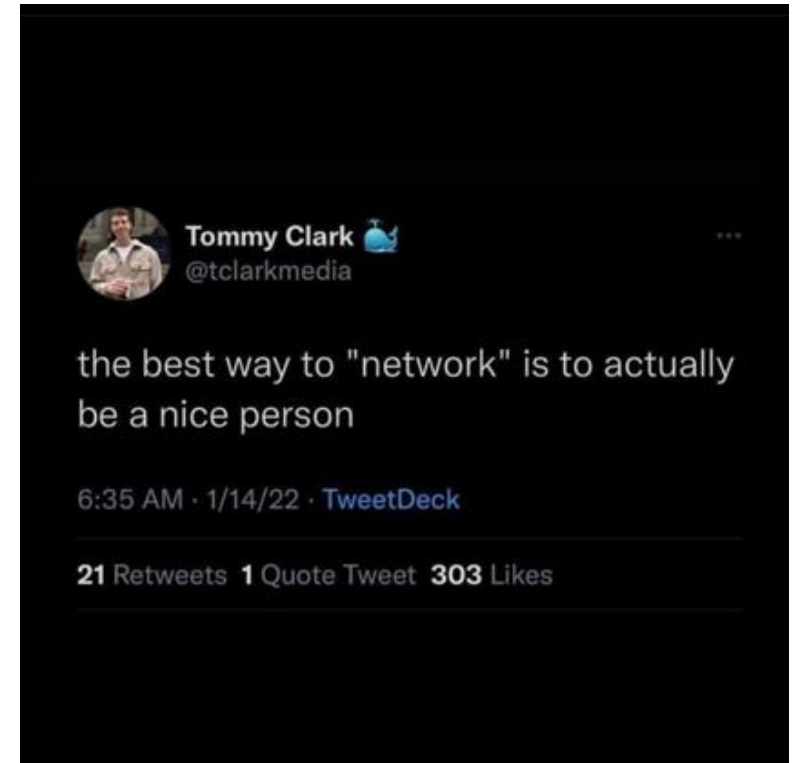 Tommy Clark 🐳
@tclarkmedia
the best way to "network" is to actually
be a nice person
6:35 AM · 1/14/22 · TweetDeck
21 Retweets 1 Quote Tweet 303 Likes